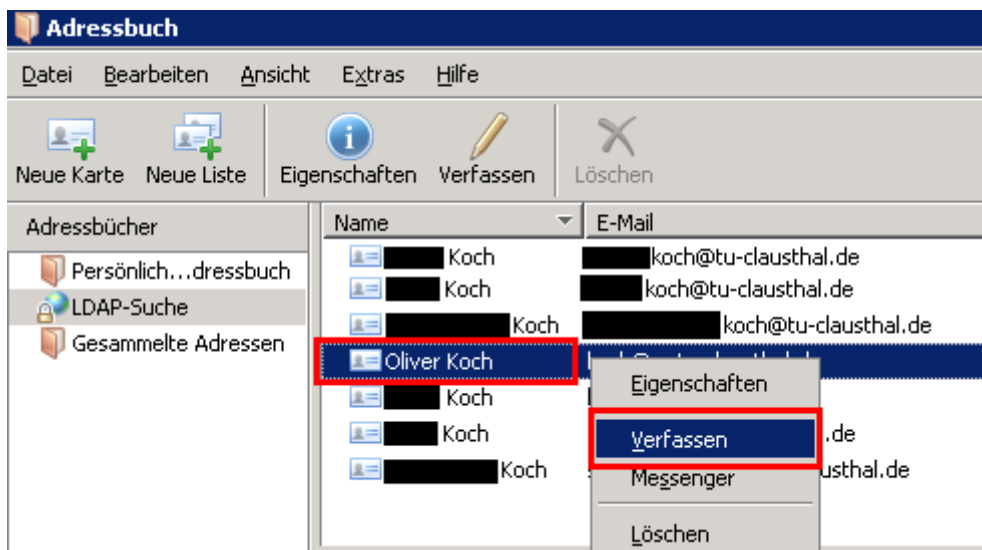 Adressbuch
Datei Bearbeiten Ansicht Extras Hilfe
Neue Karte Neue Liste Eigenschaften Verfassen Löschen
Adressbücher Name E-Mail
Persönlich...dressbuch
LDAP-Suche
Gesammelte Adressen
Koch koch@tu-clausthal.de
Koch koch@tu-clausthal.de
Koch koch@tu-clausthal.de
Oliver Koch
Koch
Koch .de
Koch usthal.de
Eigenschaften
Verfassen
Messenger
Löschen